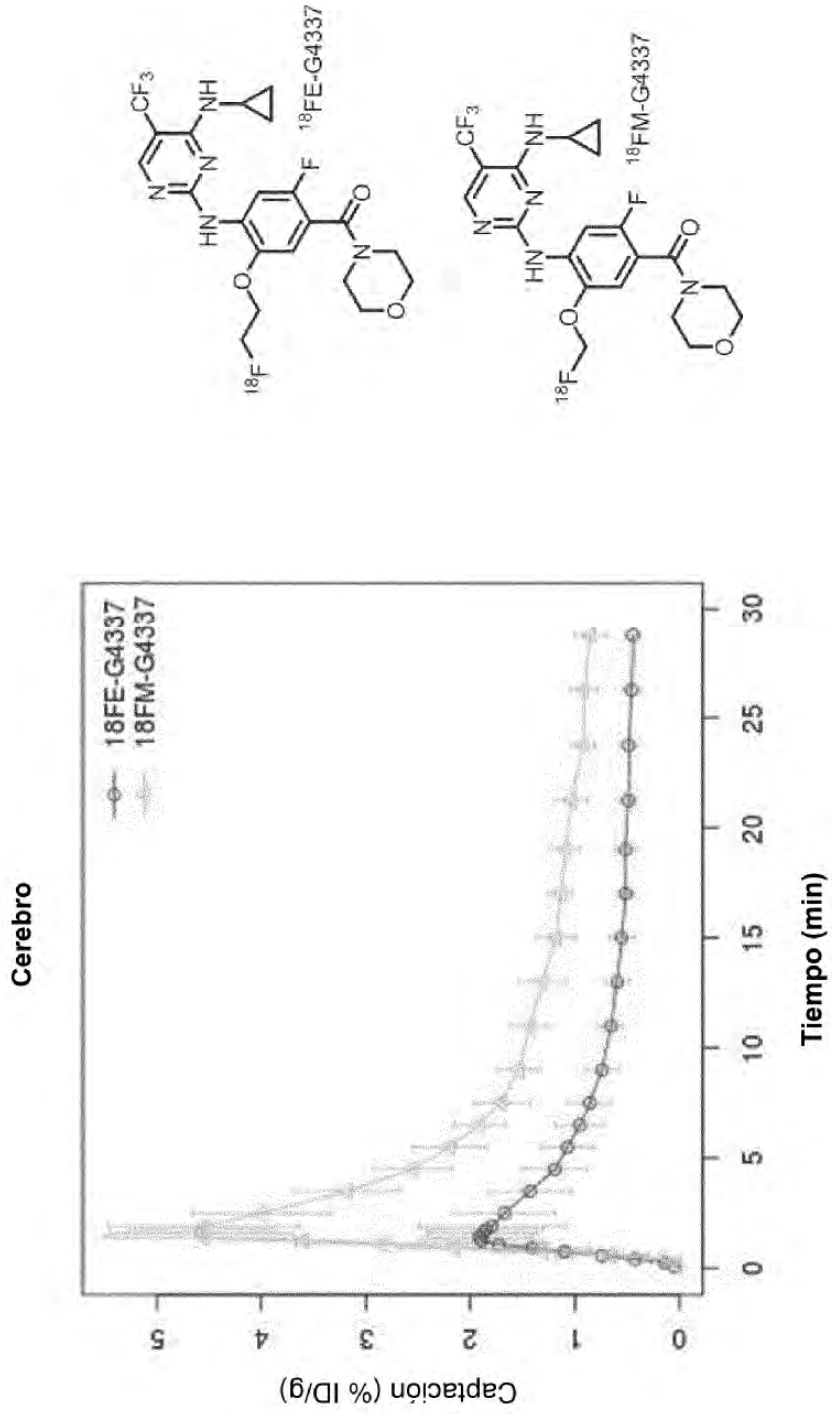 Cerebro
18FE-G4337
18FM-G4337
Captación (% ID/g)
5
4
3
2
1
0
0
5
10
15
20
25
30
Tiempo (min)
CF3
N
N
NH
HN
F
O
18F
O
N
O
18FE-G4337
CF3
N
N
NH
HN
F
O
18F
O
N
O
18FM-G4337